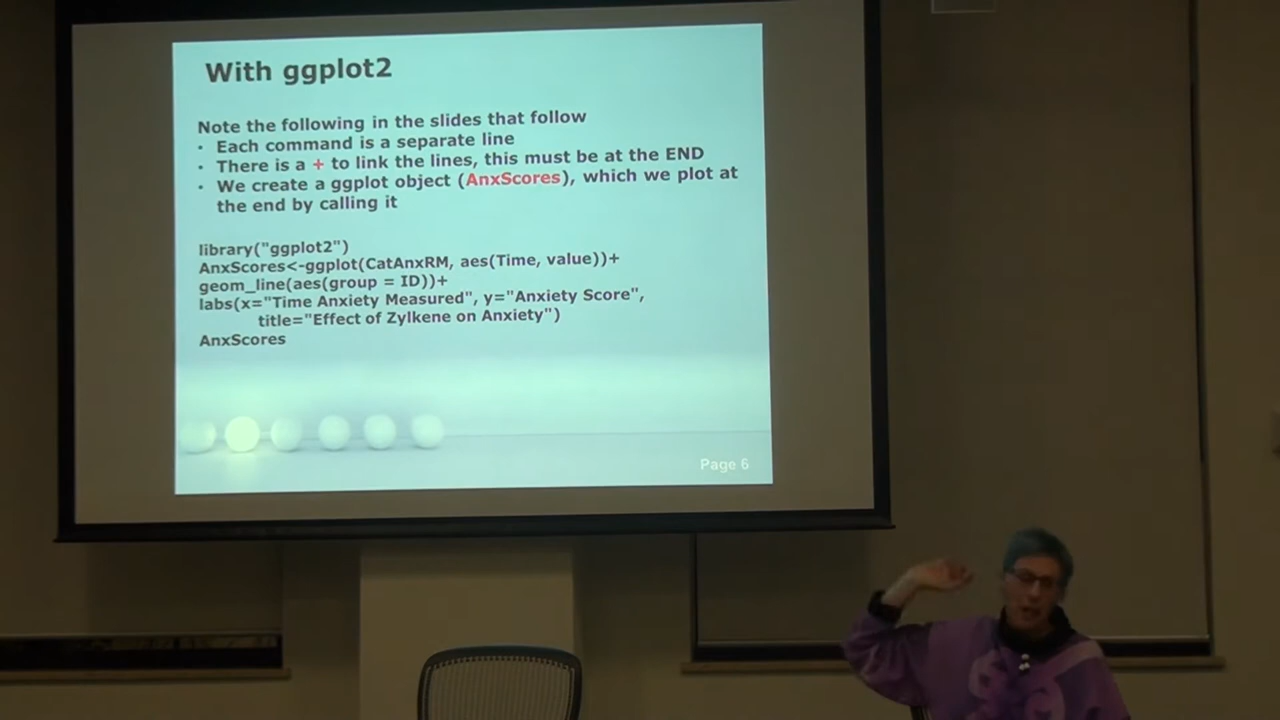 With ggplot2
Note the following in the slides that follow
• Each command is a separate line
• There is a + to link the lines, this must be at the END
• We create a ggplot object (AnxScores), which we plot at
the end by calling it
library("ggplot2")
AnxScores<-ggplot(CatAnxRM, aes(Time, value))+
geom_line(aes(group = ID))+
labs(x="Time Anxiety Measured", y="Anxiety Score",
title="Effect of Zylkene on Anxiety")
AnxScores
Page 6